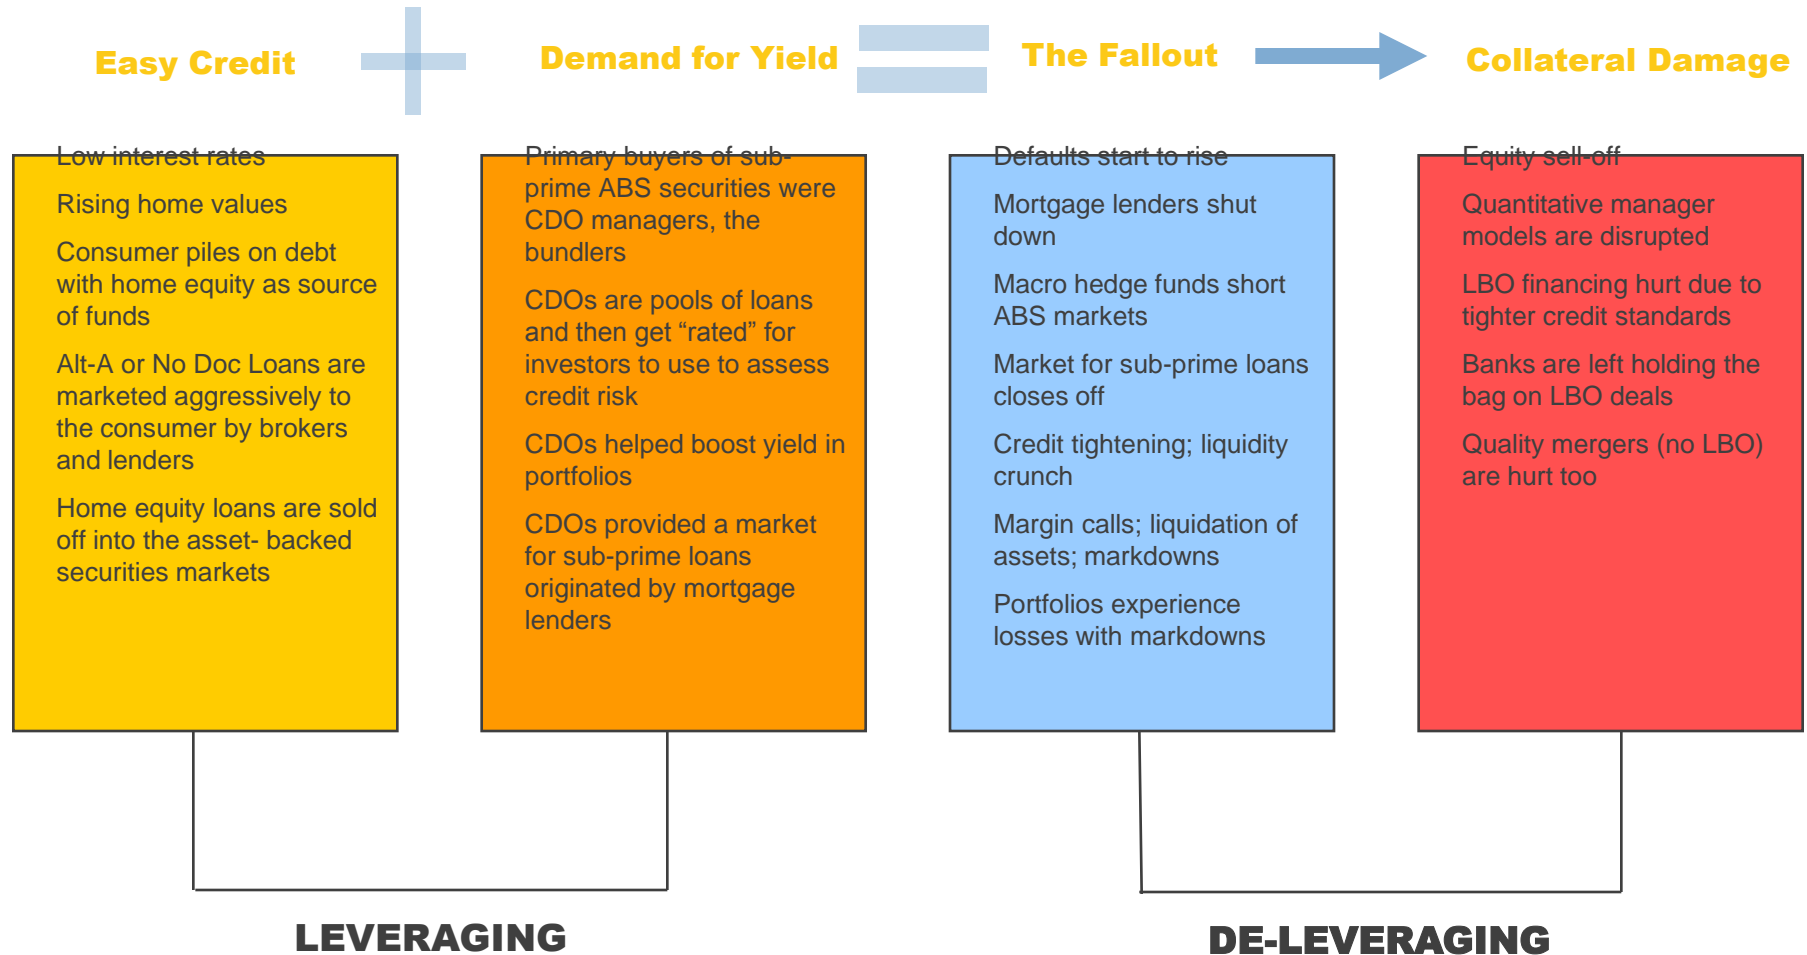 Easy Credit
Demand for Yield
The Fallout
Collateral Damage
Low interest rates
Rising home values
Consumer piles on debt
with home equity as source
of funds
Alt-A or No Doc Loans are
marketed aggressively to
the consumer by brokers
and lenders
Home equity loans are sold
off into the asset- backed
securities markets
Primary buyers of sub-
prime ABS securities were
CDO managers, the
bundlers
CDOs are pools of loans
and then get “rated” for
investors to use to assess
credit risk
CDOs helped boost yield in
portfolios
CDOs provided a market
for sub-prime loans
originated by mortgage
lenders
Defaults start to rise
Mortgage lenders shut
down
Macro hedge funds short
ABS markets
Market for sub-prime loans
closes off
Credit tightening; liquidity
crunch
Margin calls; liquidation of
assets; markdowns
Portfolios experience
losses with markdowns
Equity sell-off
Quantitative manager
models are disrupted
LBO financing hurt due to
tighter credit standards
Banks are left holding the
bag on LBO deals
Quality mergers (no LBO)
are hurt too
LEVERAGING
DE-LEVERAGING